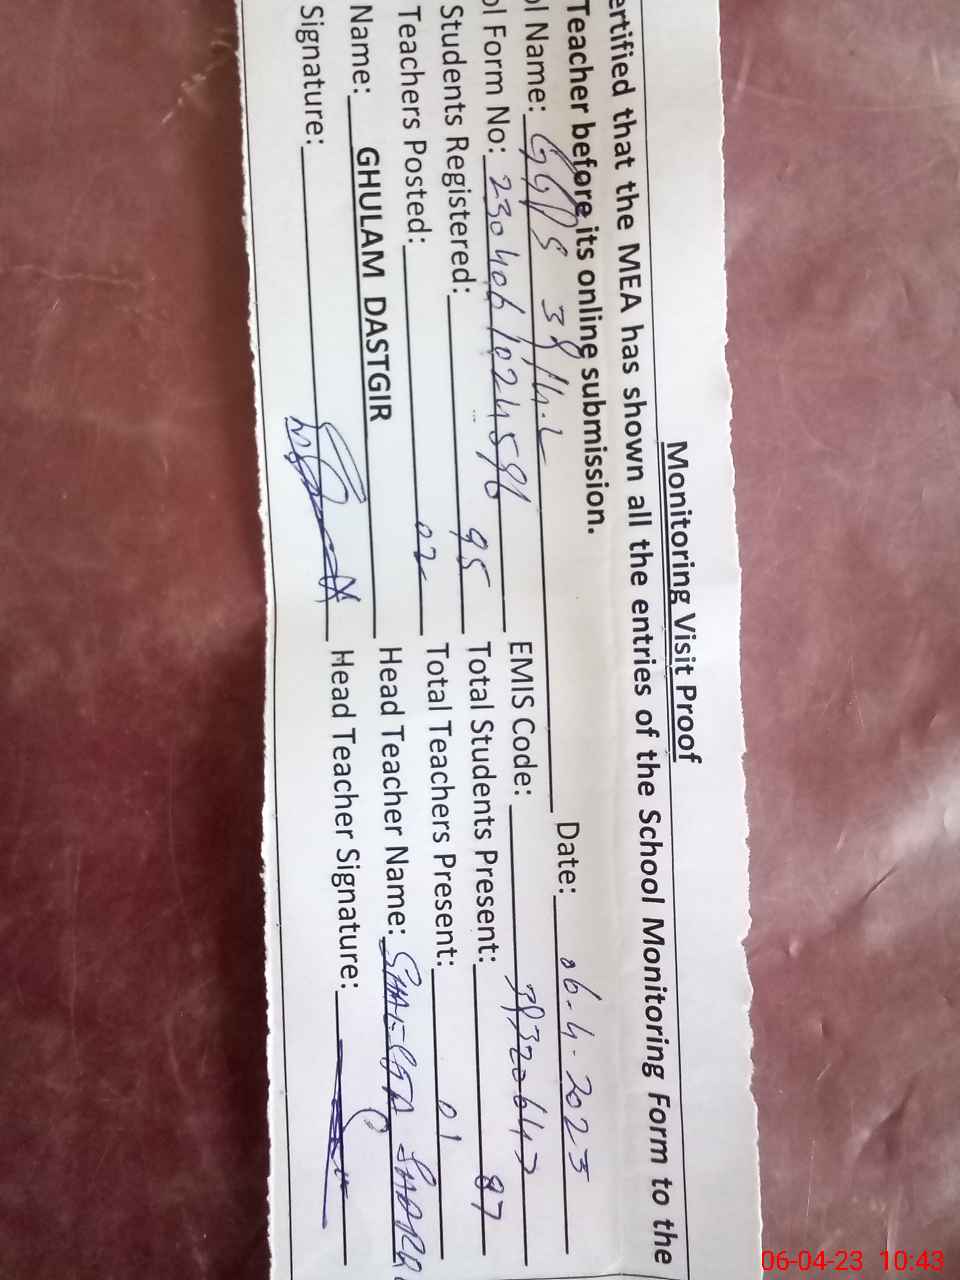 Monitoring Visit Proof
ertified that the MEA has shown all the entries of the School Monitoring Form to the
Teacher before its online submission.
ol Name: GGPS 38/14.L Date: 06-4-2023
ol Form No: EMIS Code:
Students Registered: 95 Total Students Present: 87
Teachers Posted: 02 Total Teachers Present: 01
Name: GHULAM DASTGIR Head Teacher Name:
Signature: Head Teacher Signature:
06-04-23 10:43